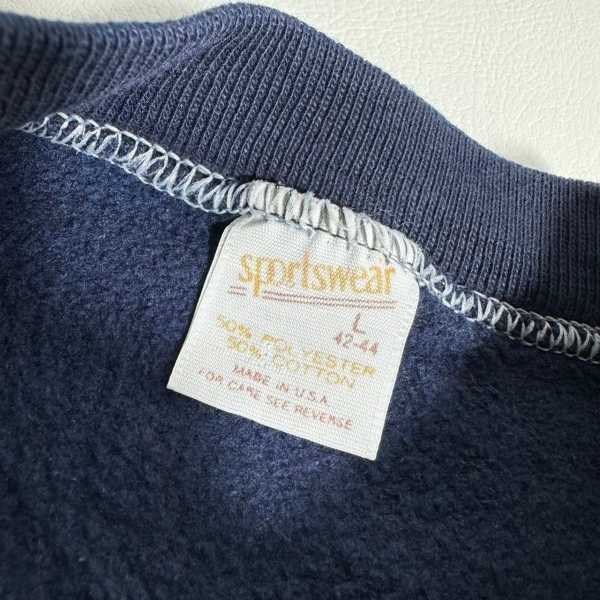 sportswear
L
42-44
50% POLYESTER
50% COTTON
MADE IN U.S.A
FOR CARE SEE REVERSE